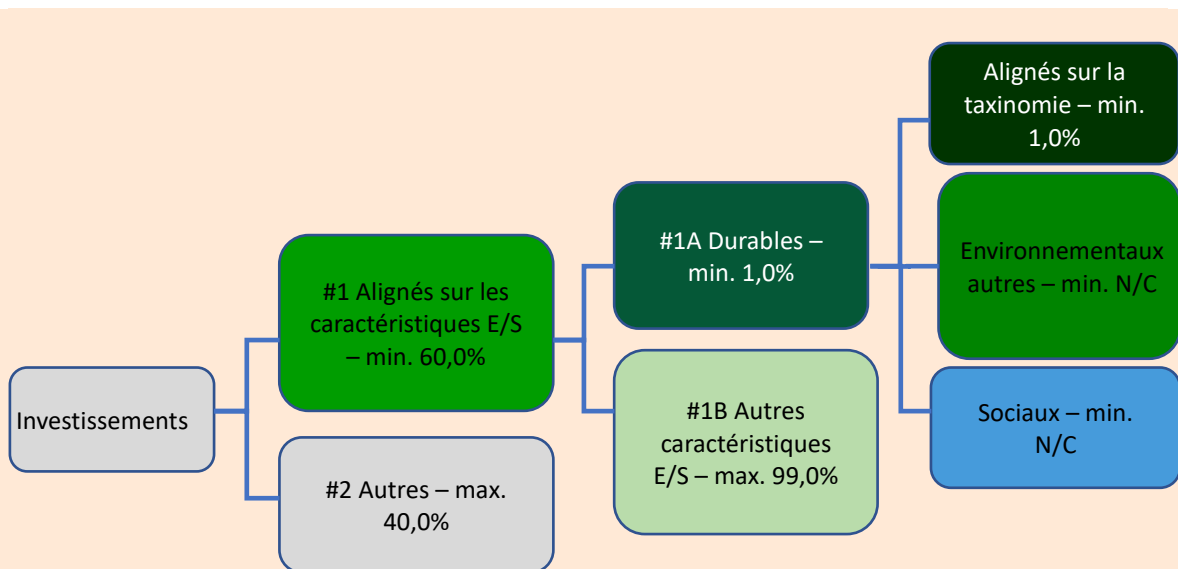 Investissements
#1 Alignés sur les
caractéristiques E/S
– min. 60,0%
#2 Autres – max.
40,0%
#1A Durables –
min. 1,0%
#1B Autres
caractéristiques
E/S – max. 99,0%
Alignés sur la
taxinomie – min.
1,0%
Environnementaux
autres – min. N/C
Sociaux – min.
N/C